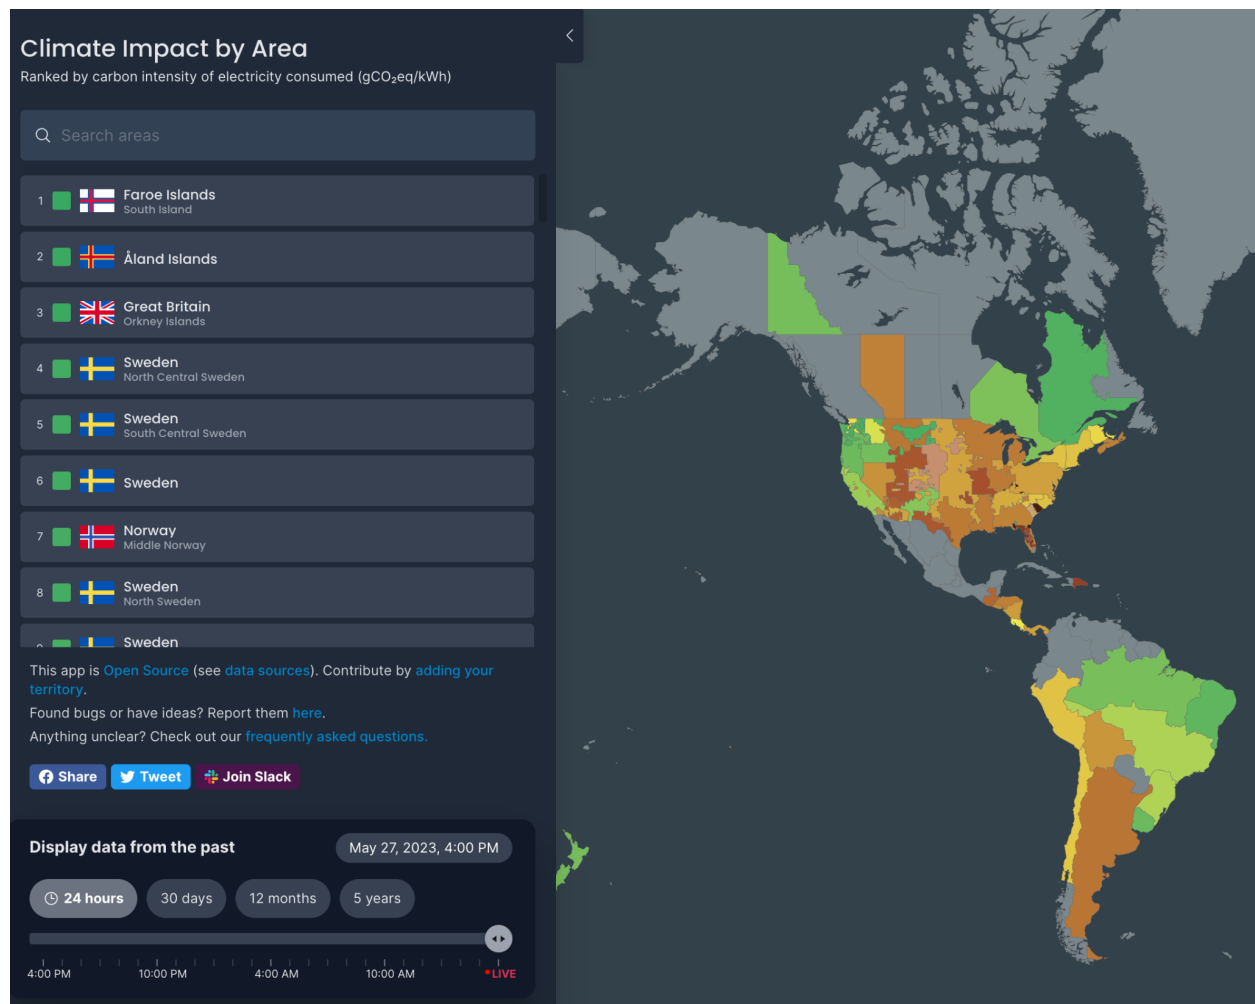 Climate Impact by Area
Ranked by carbon intensity of electricity consumed (gCO₂eq/kWh)
Search areas
1 Faroe Islands
South Island
2 Åland Islands
3 Great Britain
Orkney Islands
4 Sweden
North Central Sweden
5 Sweden
South Central Sweden
6 Sweden
7 Norway
Middle Norway
8 Sweden
North Sweden
Sweden
This app is Open Source (see data sources). Contribute by adding your
territory.
Found bugs or have ideas? Report them here.
Anything unclear? Check out our frequently asked questions.
Share Tweet Join Slack
Display data from the past May 27, 2023, 4:00 PM
24 hours 30 days 12 months 5 years
4:00 PM 10:00 PM 4:00 AM 10:00 AM LIVE